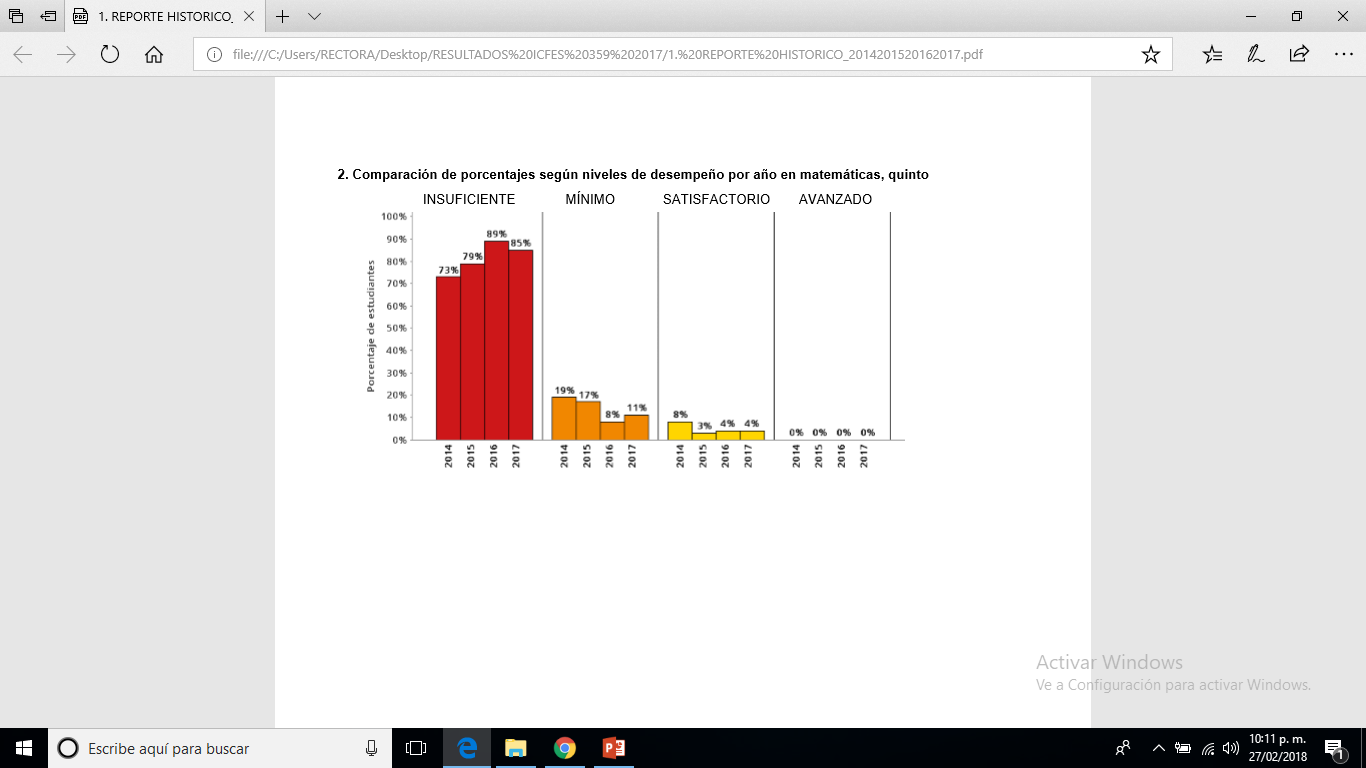 1. REPORTE HISTORICO_
file:///C:/Users/RECTORA/Desktop/RESULTADOS%20ICFES%20359%202017/1.%20REPORTE%20HISTORICO_2014201520162017.pdf
2. Comparación de porcentajes según niveles de desempeño por año en matemáticas, quinto
INSUFICIENTE MÍNIMO SATISFACTORIO AVANZADO
Porcentaje de estudiantes
100%
90%
80%
70%
60%
50%
40%
30%
20%
10%
0%
73% 79% 89% 85%
19% 17% 8% 11%
8% 3% 4% 4%
0% 0% 0% 0%
2014 2015 2016 2017 2014 2015 2016 2017 2014 2015 2016 2017 2014 2015 2016 2017
Activar Windows
Ve a Configuración para activar Windows.
Escribe aquí para buscar
10:11 p. m.
27/02/2018
1